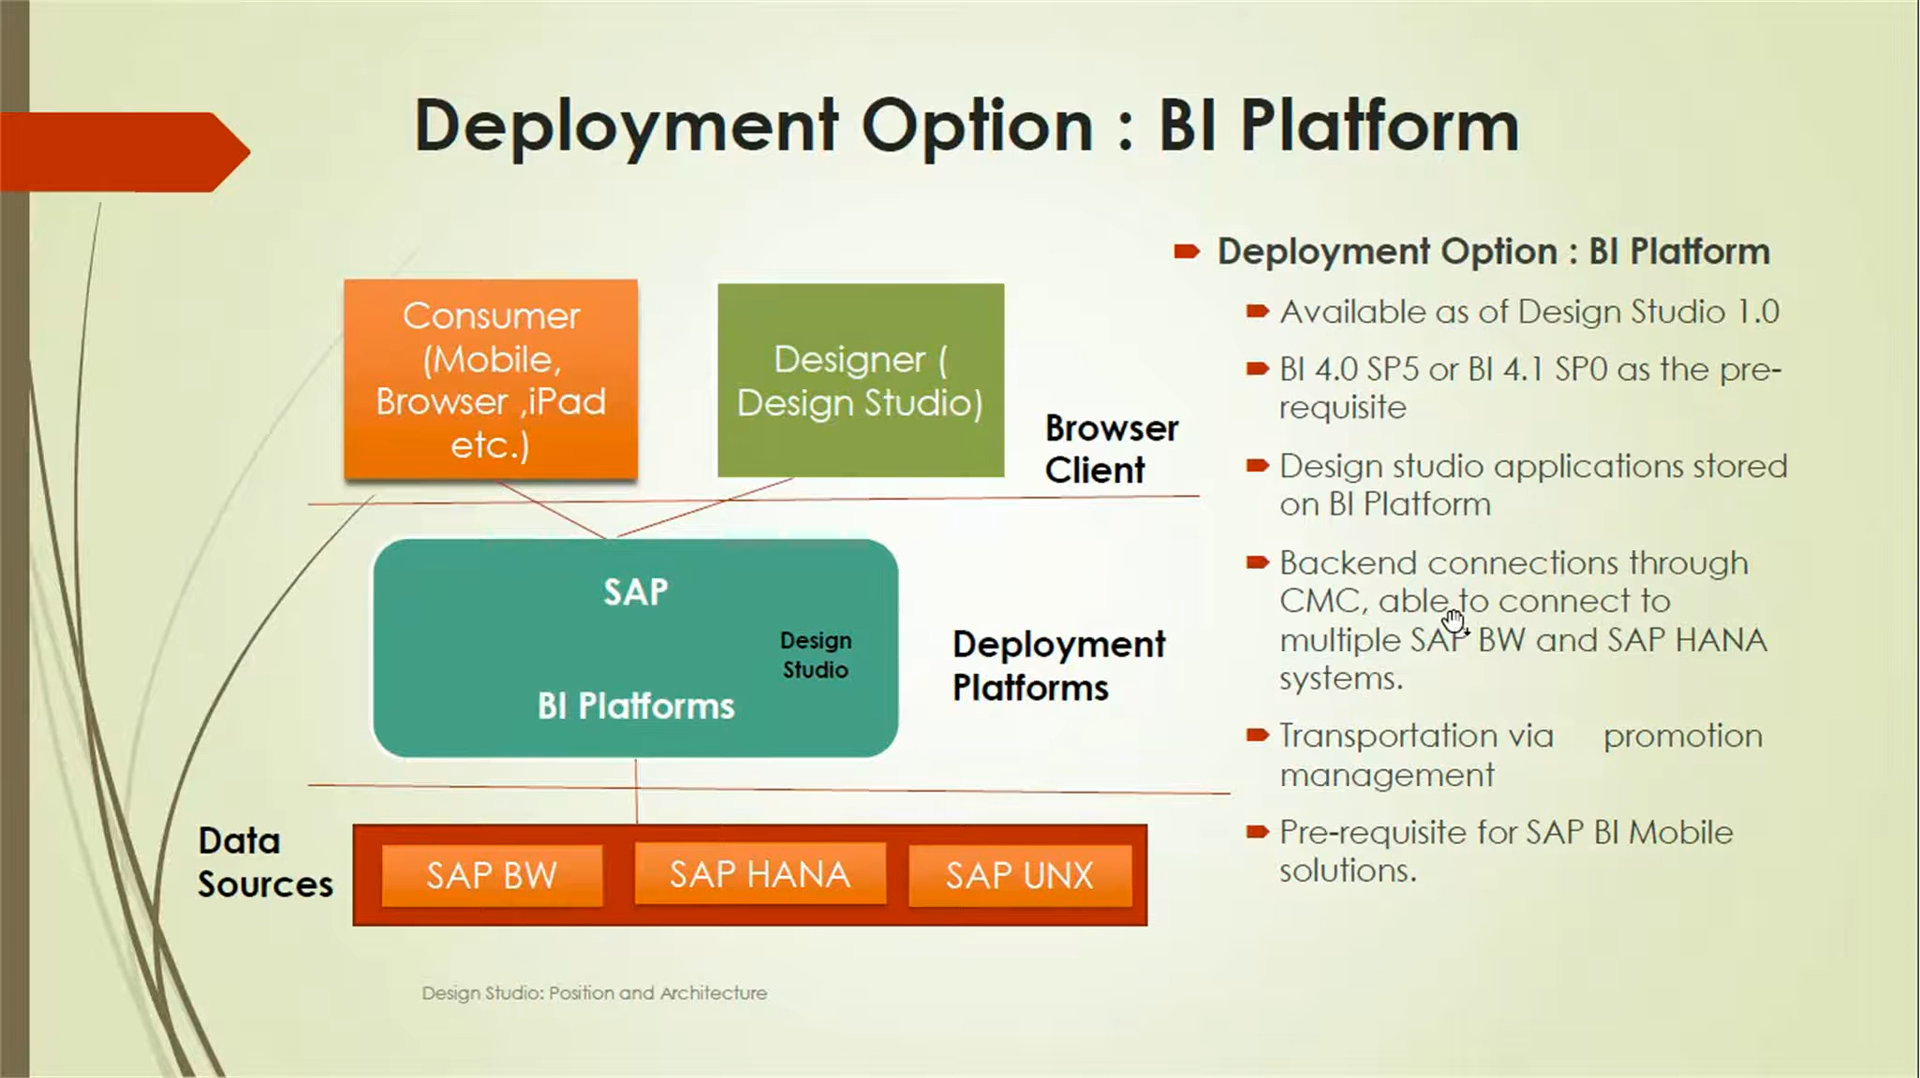 Deployment Option : BI Platform
Consumer
(Mobile,
Browser ,iPad
etc.)
Designer (
Design Studio)
Browser
Client
SAP
Design
Studio
BI Platforms
Deployment
Platforms
Data
Sources
SAP BW
SAP HANA
SAP UNX
Deployment Option : BI Platform
Available as of Design Studio 1.0
BI 4.0 SP5 or BI 4.1 SP0 as the pre-
requisite
Design studio applications stored
on BI Platform
Backend connections through
CMC, able to connect to
multiple SAP BW and SAP HANA
systems.
Transportation via promotion
management
Pre-requisite for SAP BI Mobile
solutions.
Design Studio: Position and Architecture